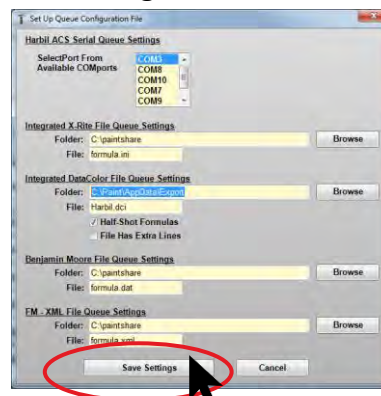 Set Up Queue Configuration File
Harbil ACS Serial Queue Settings
SelectPort From
Available COMports
COM3
COM8
COM10
COM7
COM9
Integrated X-Rite File Queue Settings
Folder: C:\paintshare Browse
File: formula.ini
Integrated DataColor File Queue Settings
Folder: C:\Paint\AppData\Export Browse
File: Harbil.dci
✓ Half-Shot Formulas
File Has Extra Lines
Benjamin Moore File Queue Settings
Folder: C:\paintshare Browse
File: formula.dat
FM - XML File Queue Settings
Folder: C:\paintshare Browse
File: formula.xml
Save Settings Cancel